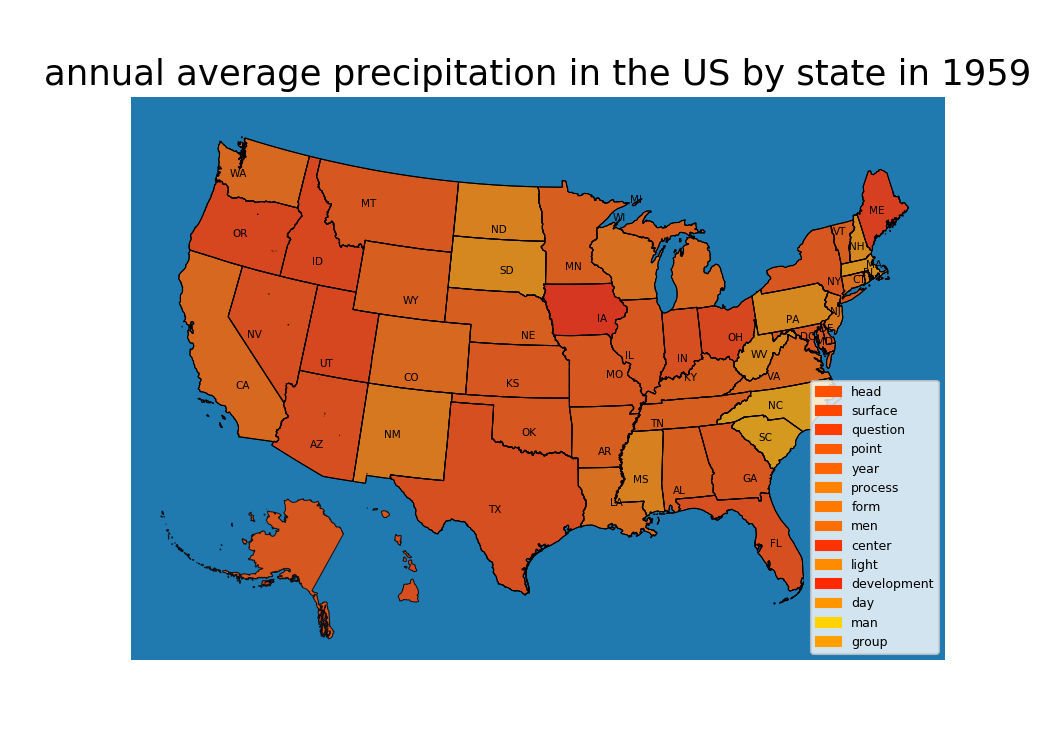 annual average precipitation in the US by state in 1959
WA
MT
ND
MI
WI
ME
VT
NH
OR
ID
SD
MN
MA
RI
NY
CT
WY
NE
IA
PA
NJ
NV
UT
CO
KS
MO
IL
IN
OH
WV
DC
DE
MD
KY
VA
CA
AZ
NM
OK
AR
TN
NC
SC
MS
AL
GA
TX
LA
FL
head
surface
question
point
year
process
form
men
center
light
development
day
man
group